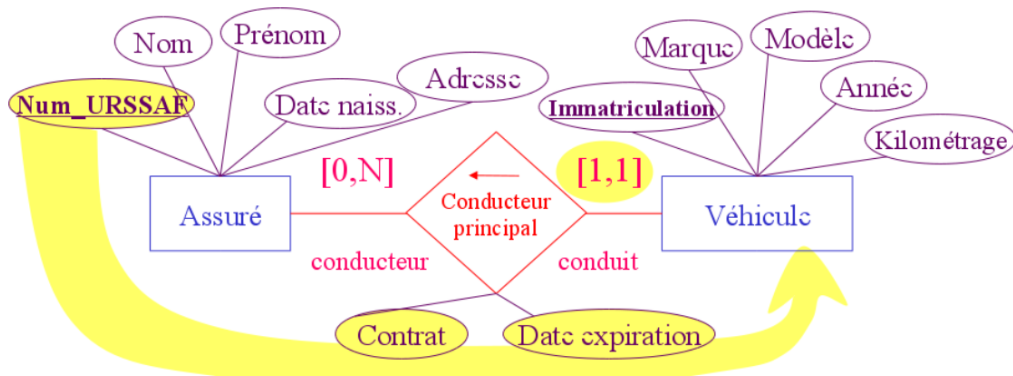 Nom
Prénom
Marque
Modèle
Num_URSSAF
Date naiss.
Adresse
Immatriculation
Année
Kilométrage
[0,N]
[1,1]
Assuré
Conducteur
principal
Véhicule
conducteur
conduit
Contrat
Date expiration